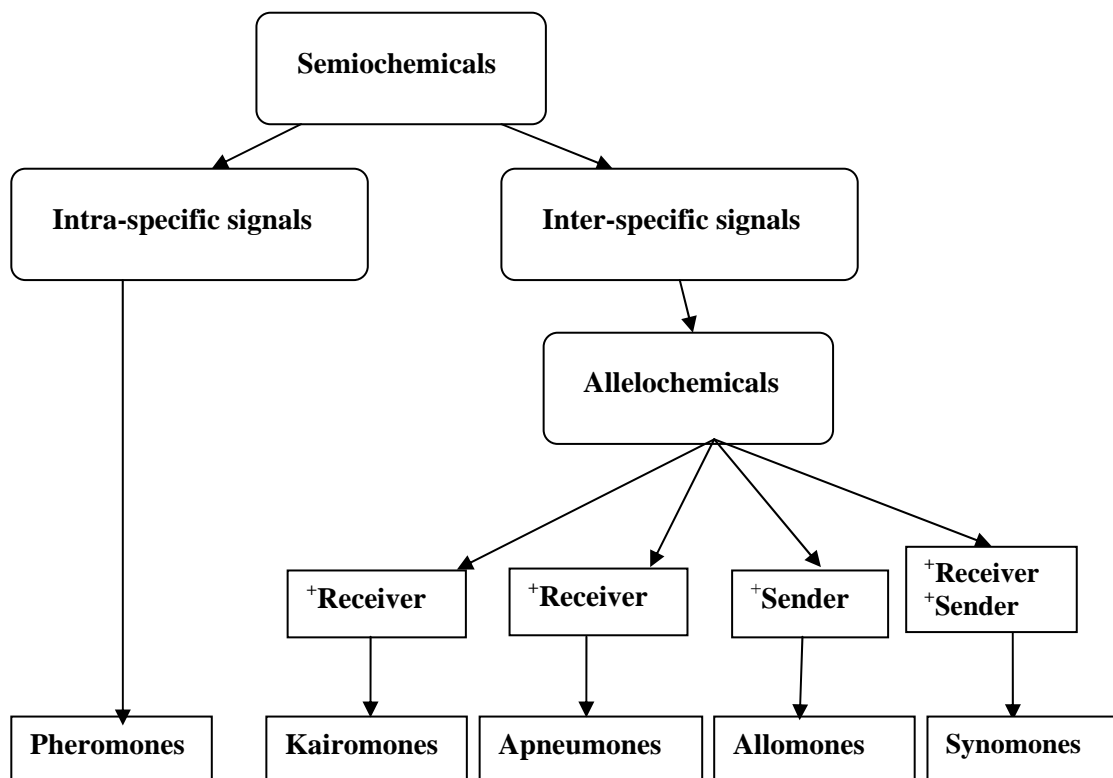 Semiochemicals
Intra-specific signals
Inter-specific signals
Allelochemicals
+Receiver
+Receiver
+Sender
+Receiver
+Sender
Pheromones
Kairomones
Apneumones
Allomones
Synomones